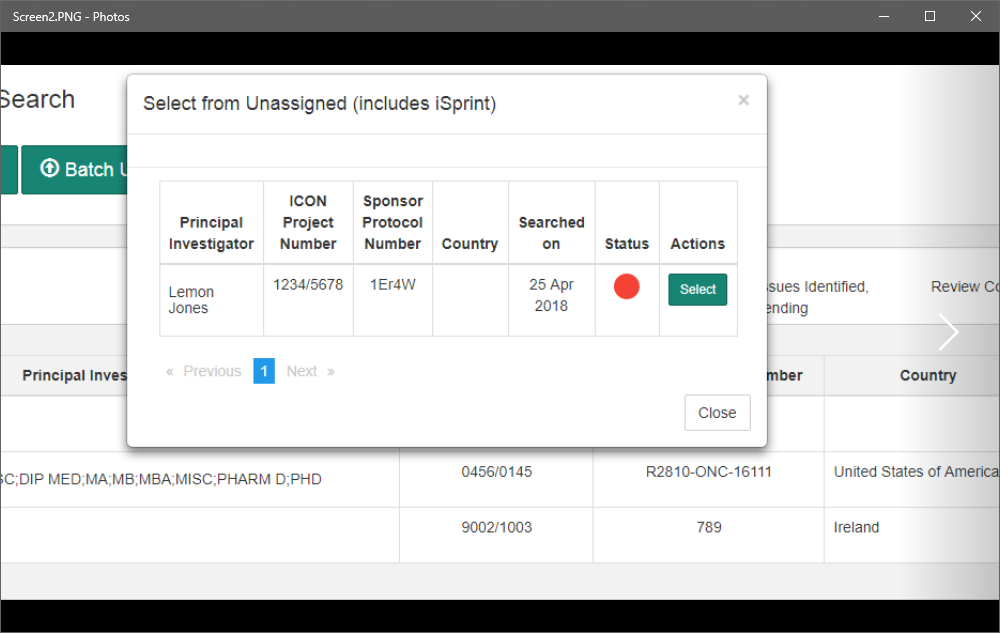 Screen2.PNG - Photos
Search
Select from Unassigned (includes iSprint)
×
Batch U
Principal Investigator
ICON Project Number
Sponsor Protocol Number
Country
Searched on
Status
Actions
Lemon Jones
1234/5678
1Er4W
25 Apr 2018
Select
« Previous 1 Next »
Close
ssues Identified,
ending
Review Co
Principal Inves
mber
Country
SC;DIP MED;MA;MB;MBA;MISC;PHARM D;PHD
0456/0145
R2810-ONC-16111
United States of America
9002/1003
789
Ireland